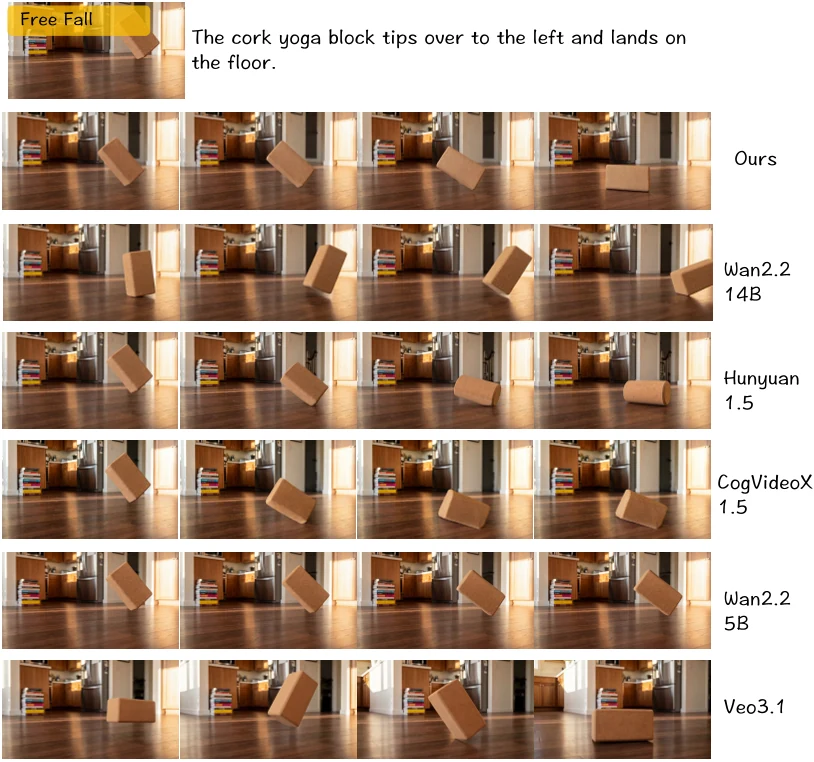 Free Fall
The cork yoga block tips over to the left and lands on
the floor.
Ours
Wan2.2
14B
Hunyuan
1.5
CogVideoX
1.5
Wan2.2
5B
Veo3.1